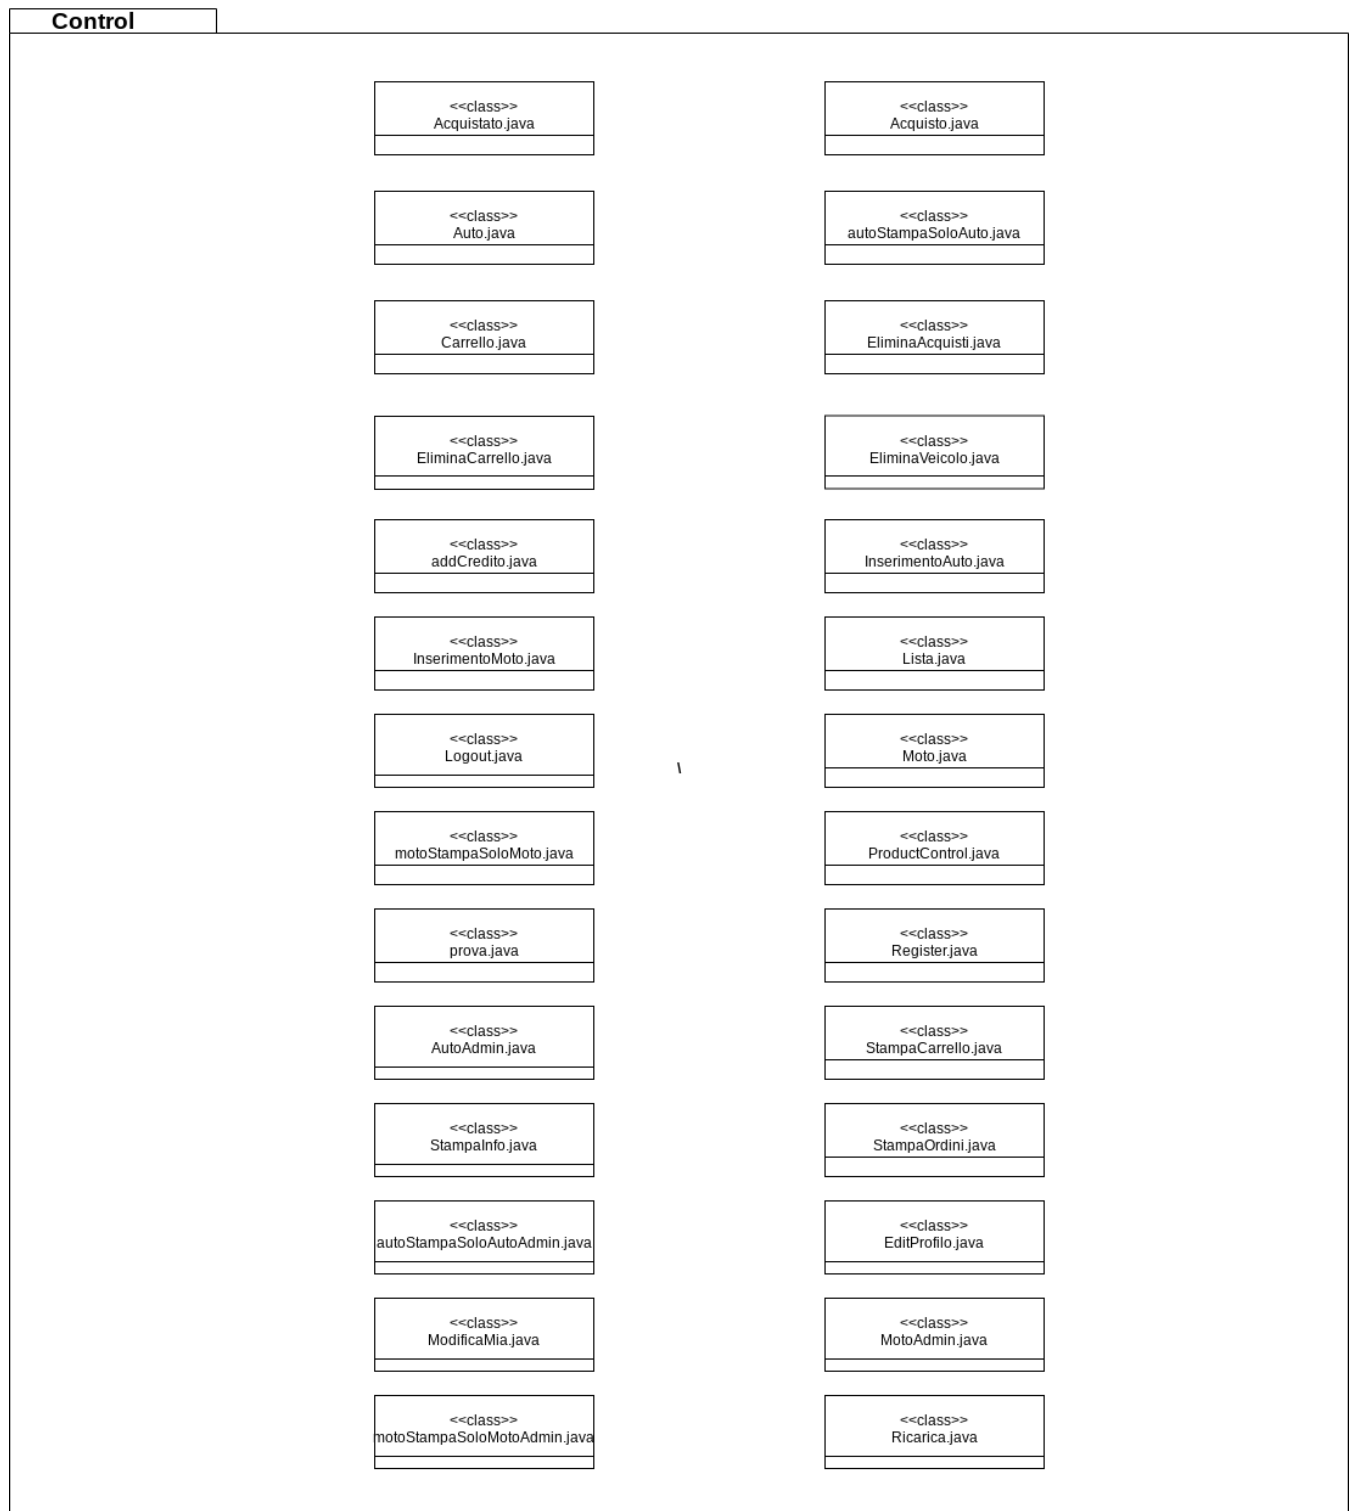 Control
<<class>>
Acquistato.java
<<class>>
Acquisto.java
<<class>>
Auto.java
<<class>>
autoStampaSoloAuto.java
<<class>>
Carrello.java
<<class>>
EliminaAcquisti.java
<<class>>
EliminaCarrello.java
<<class>>
EliminaVeicolo.java
<<class>>
addCredito.java
<<class>>
InserimentoAuto.java
<<class>>
InserimentoMoto.java
<<class>>
Lista.java
<<class>>
Logout.java
<<class>>
Moto.java
\
<<class>>
motoStampaSoloMoto.java
<<class>>
ProductControl.java
<<class>>
prova.java
<<class>>
Register.java
<<class>>
AutoAdmin.java
<<class>>
StampaCarrello.java
<<class>>
StampaInfo.java
<<class>>
StampaOrdini.java
<<class>>
autoStampaSoloAutoAdmin.java
<<class>>
EditProfilo.java
<<class>>
ModificaMia.java
<<class>>
MotoAdmin.java
<<class>>
motoStampaSoloMotoAdmin.java
<<class>>
Ricarica.java